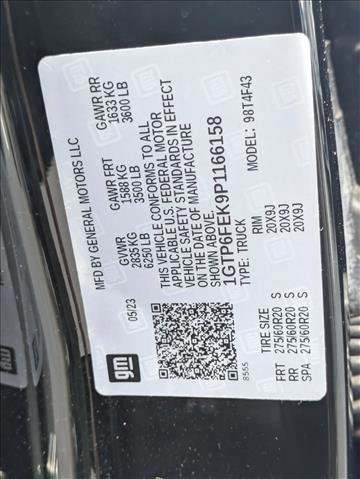 MFD BY GENERAL MOTORS LLC
05/23
GVWR GAWR FRT GAWR RR
2835 KG 1588 KG 1633 KG
6250 LB 3500 LB 3600 LB
THIS VEHICLE CONFORMS TO ALL
APPLICABLE U.S. FEDERAL MOTOR
VEHICLE SAFETY STANDARDS IN EFFECT
ON THE DATE OF MANUFACTURE
SHOWN ABOVE.
1GTP6FEK9P1166158
TYPE: TRUCK MODEL: 98T4F43
gm
8555
TIRE SIZE RIM
FRT 275/60R20 S 20X9J
RR 275/60R20 S 20X9J
SPA 275/60R20 S 20X9J